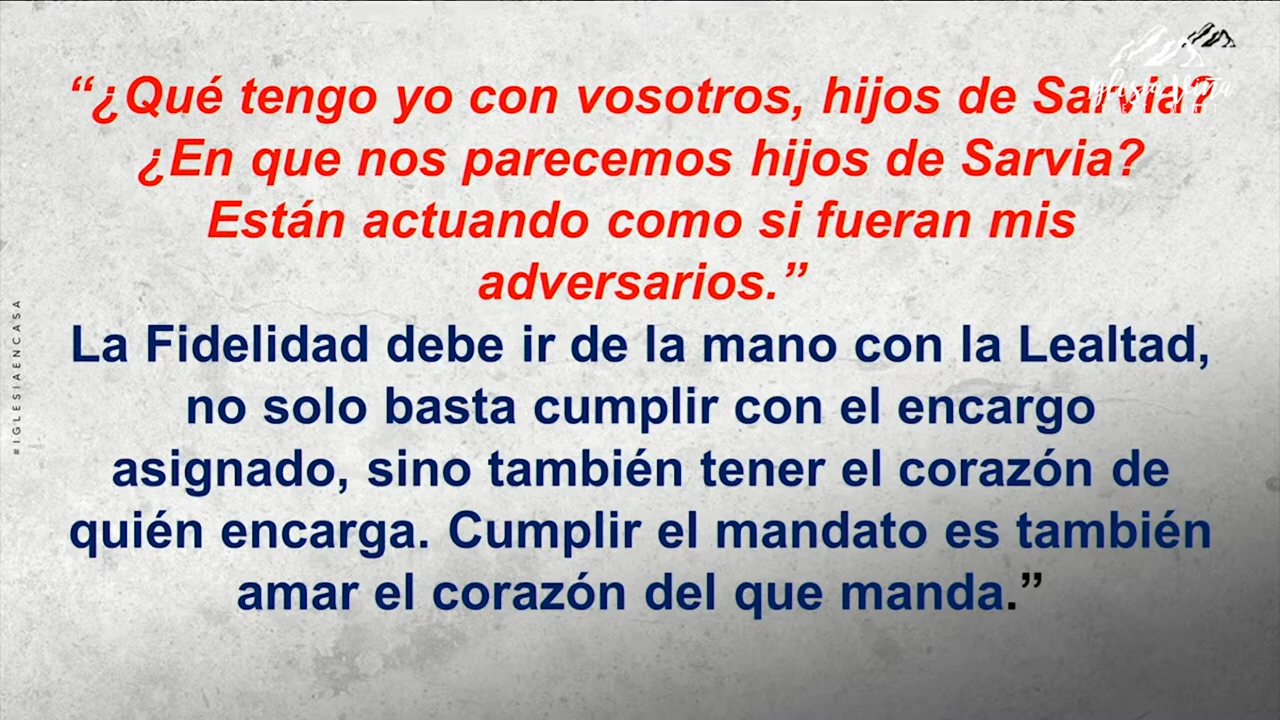 “¿Qué tengo yo con vosotros, hijos de Sarvia?
¿En que nos parecemos hijos de Sarvia?
Están actuando como si fueran mis
adversarios.”
La Fidelidad debe ir de la mano con la Lealtad,
no solo basta cumplir con el encargo
asignado, sino también tener el corazón de
quién encarga. Cumplir el mandato es también
amar el corazón del que manda.”
Iglesia Viña
#IGLESIAENCASA